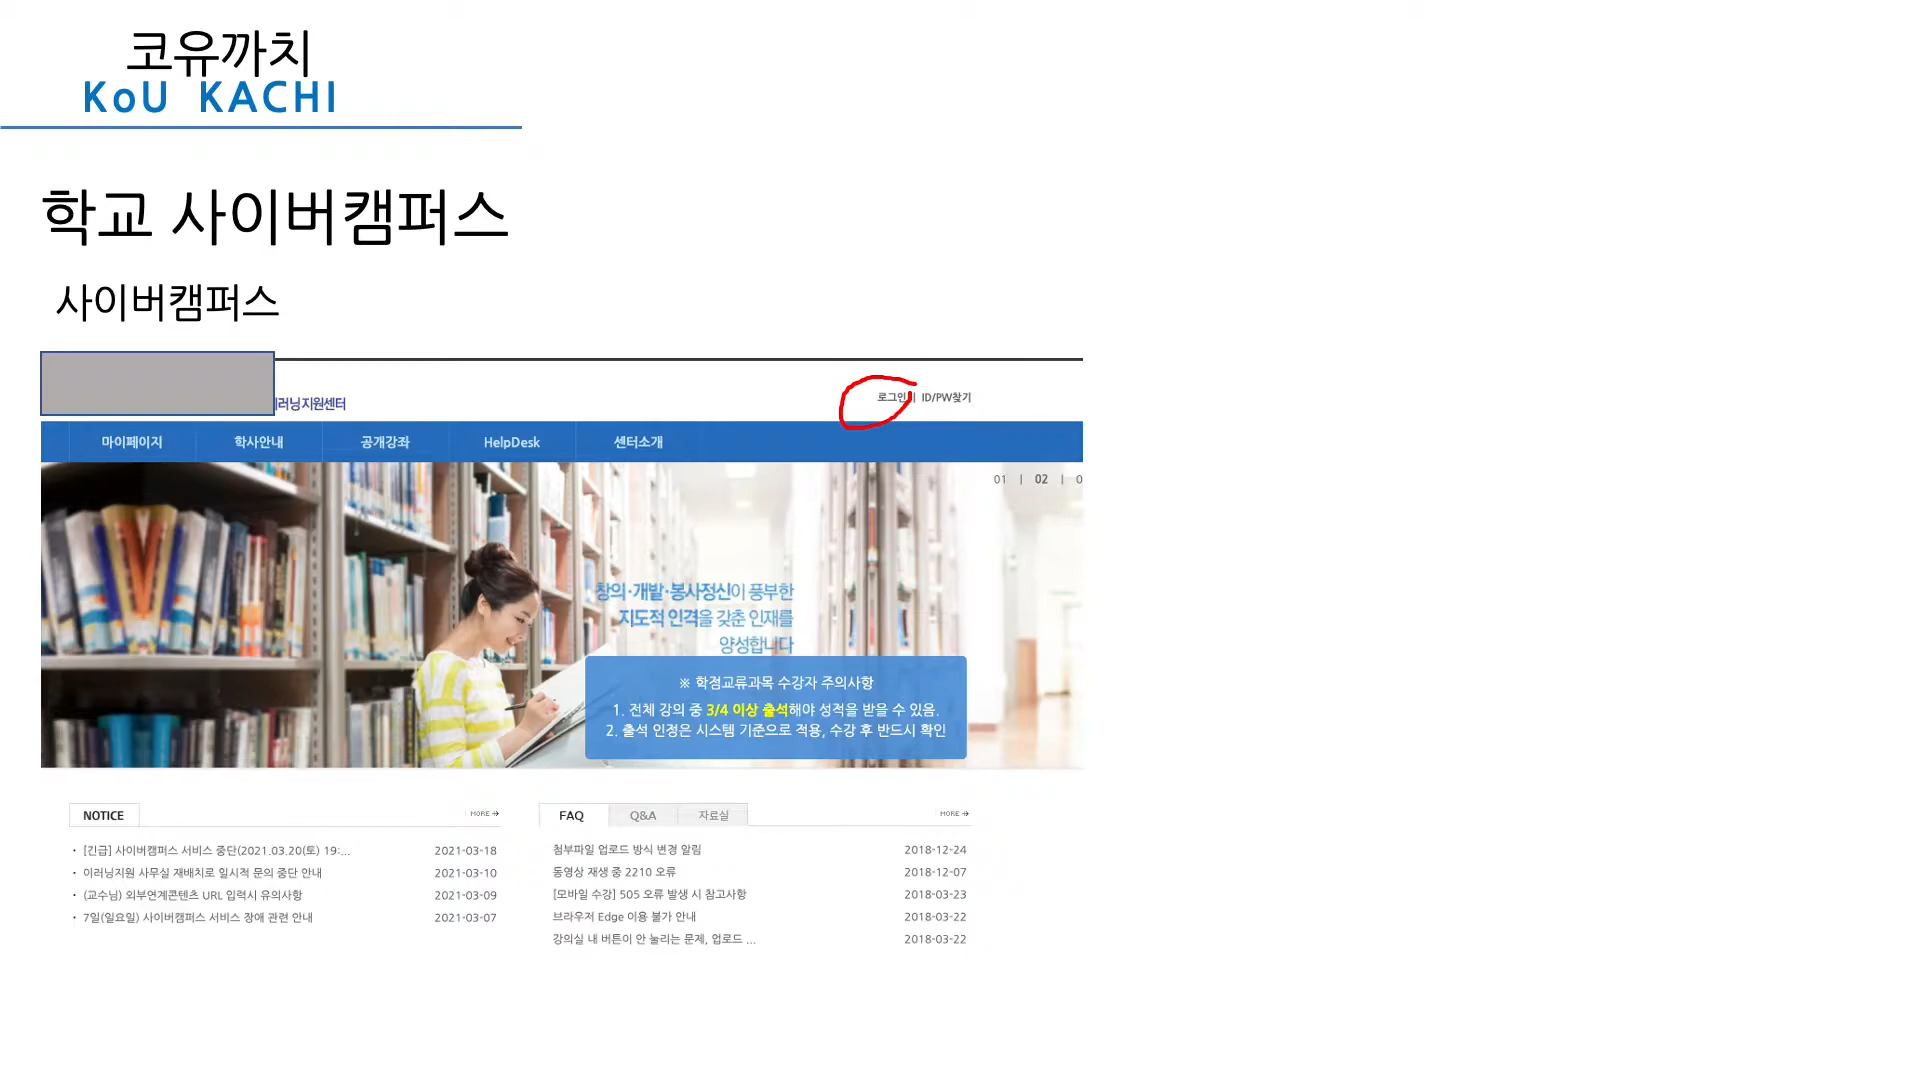 코유까치
KoU KACHI
학교 사이버캠퍼스
사이버캠퍼스
러닝지원센터
로그인 | ID/PW찾기
마이페이지 학사안내 공개강좌 HelpDesk 센터소개
01 | 02 | 0
창의·개발·봉사정신이 풍부한
지도적 인격을 갖춘 인재를
양성합니다
※ 학점교류과목 수강자 주의사항
1. 전체 강의 중 3/4 이상 출석해야 성적을 받을 수 있음.
2. 출석 인정은 시스템 기준으로 적용, 수강 후 반드시 확인
NOTICE MORE →
· [긴급] 사이버캠퍼스 서비스 중단(2021.03.20(토) 19:... 2021-03-18
· 이러닝지원 사무실 재배치로 일시적 문의 중단 안내 2021-03-10
· (교수님) 외부연계콘텐츠 URL 입력시 유의사항 2021-03-09
· 7일(일요일) 사이버캠퍼스 서비스 장애 관련 안내 2021-03-07
FAQ Q&A 자료실 MORE →
첨부파일 업로드 방식 변경 알림 2018-12-24
동영상 재생 중 2210 오류 2018-12-07
[모바일 수강] 505 오류 발생 시 참고사항 2018-03-23
브라우저 Edge 이용 불가 안내 2018-03-22
강의실 내 버튼이 안 눌리는 문제, 업로드 ... 2018-03-22